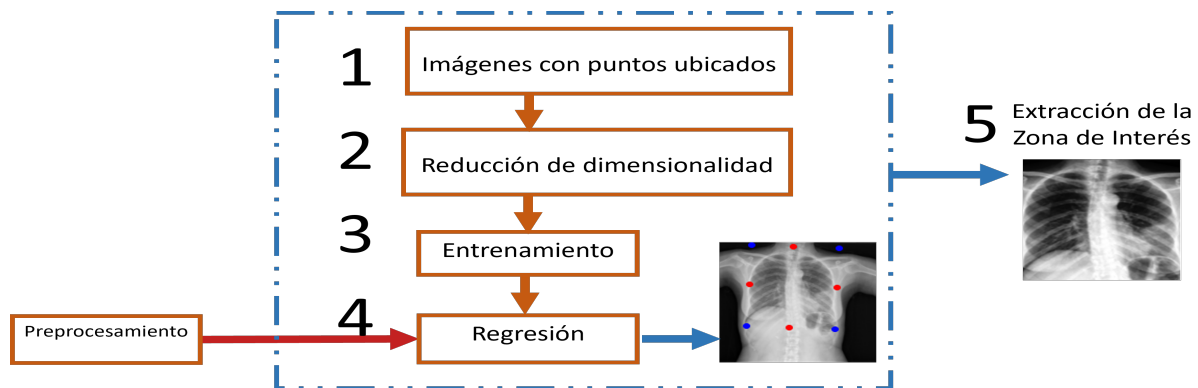 1
Imágenes con puntos ubicados
2
Reducción de dimensionalidad
3
Entrenamiento
4
Regresión
Preprocesamiento
5
Extracción de la
Zona de Interés